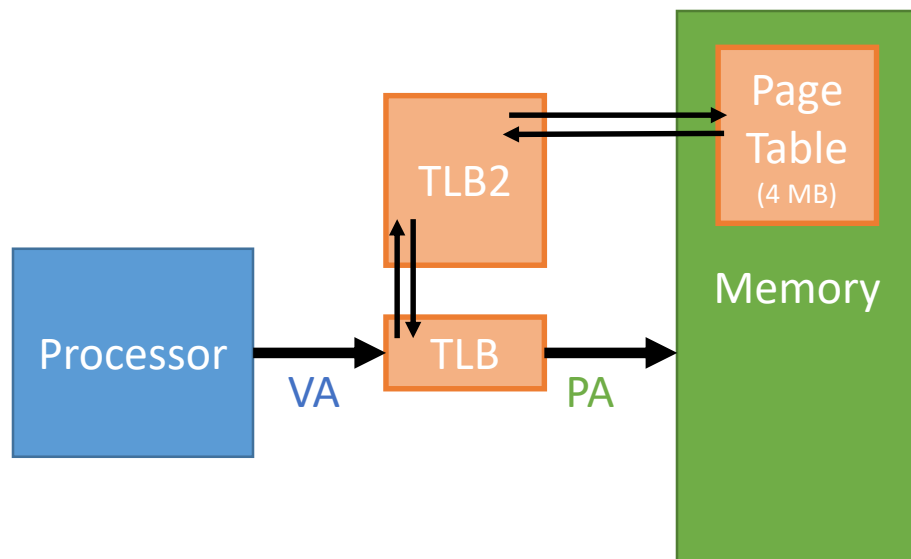 Page
Table
(4 MB)
TLB2
Memory
Processor
TLB
VA
PA